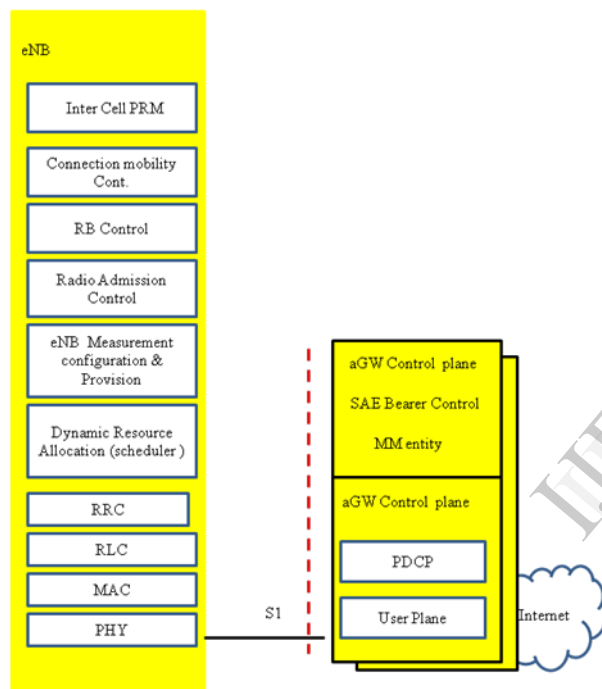 eNB
Inter Cell PRM
Connection mobility
Cont.
RB Control
Radio Admission
Control
eNB Measurement
configuration &
Provision
Dynamic Resource
Allocation (scheduler )
RRC
RLC
MAC
PHY
S1
aGW Control plane
SAE Bearer Control
MM entity
aGW Control plane
PDCP
User Plane
Internet